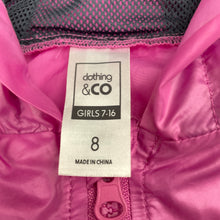 clothing
&CO
GIRLS 7-16
8
MADE IN CHINA